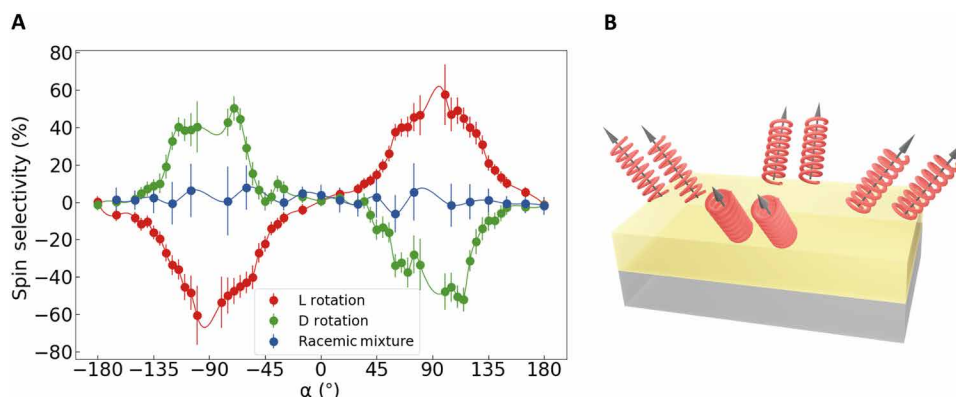 A
B
80
60
40
20
0
−20
−40
−60
−80
Spin selectivity (%)
L rotation
D rotation
Racemic mixture
−180 −135 −90 −45 0 45 90 135 180
α (°)